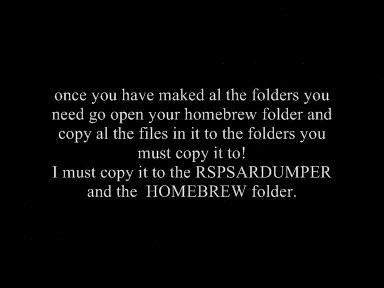 once you have maked al the folders you
need go open your homebrew folder and
copy al the files in it to the folders you
must copy it to!
I must copy it to the RSPSARDUMPER
and the  HOMEBREW folder.